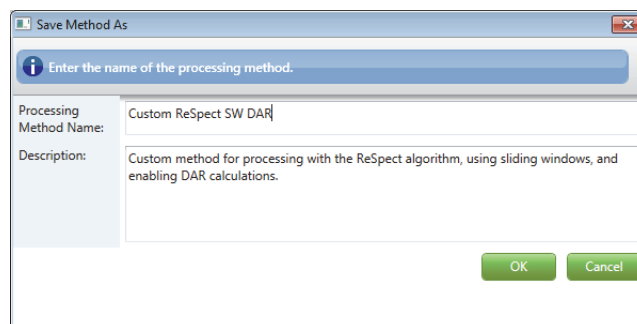 Save Method As
Enter the name of the processing method.
Processing
Method Name:
Custom ReSpect SW DAR
Description:
Custom method for processing with the ReSpect algorithm, using sliding windows, and
enabling DAR calculations.
OK
Cancel